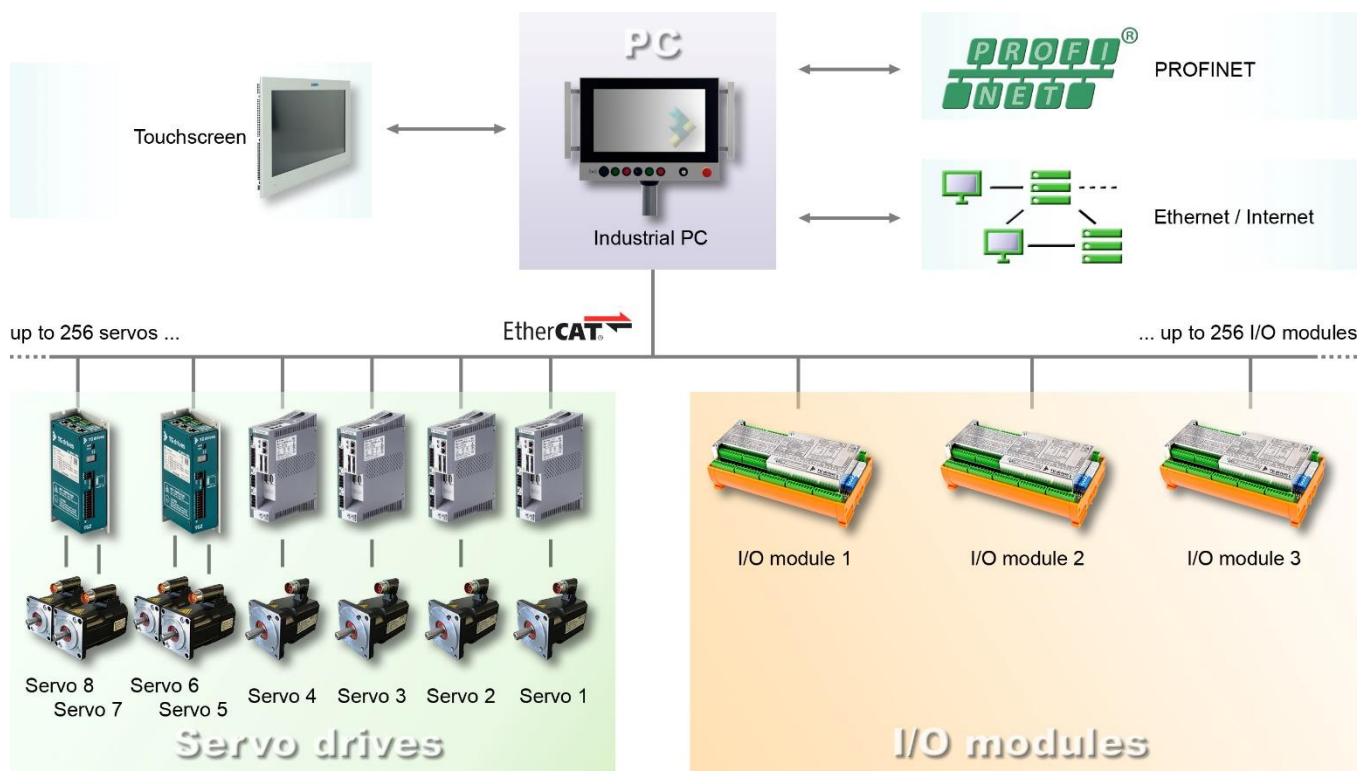 PC
PROFI®
NET
PROFINET
Touchscreen
Industrial PC
Ethernet / Internet
up to 256 servos ...
EtherCAT®
... up to 256 I/O modules
I/O module 1
I/O module 2
I/O module 3
Servo 8
Servo 7
Servo 6
Servo 5
Servo 4
Servo 3
Servo 2
Servo 1
Servo drives
I/O modules